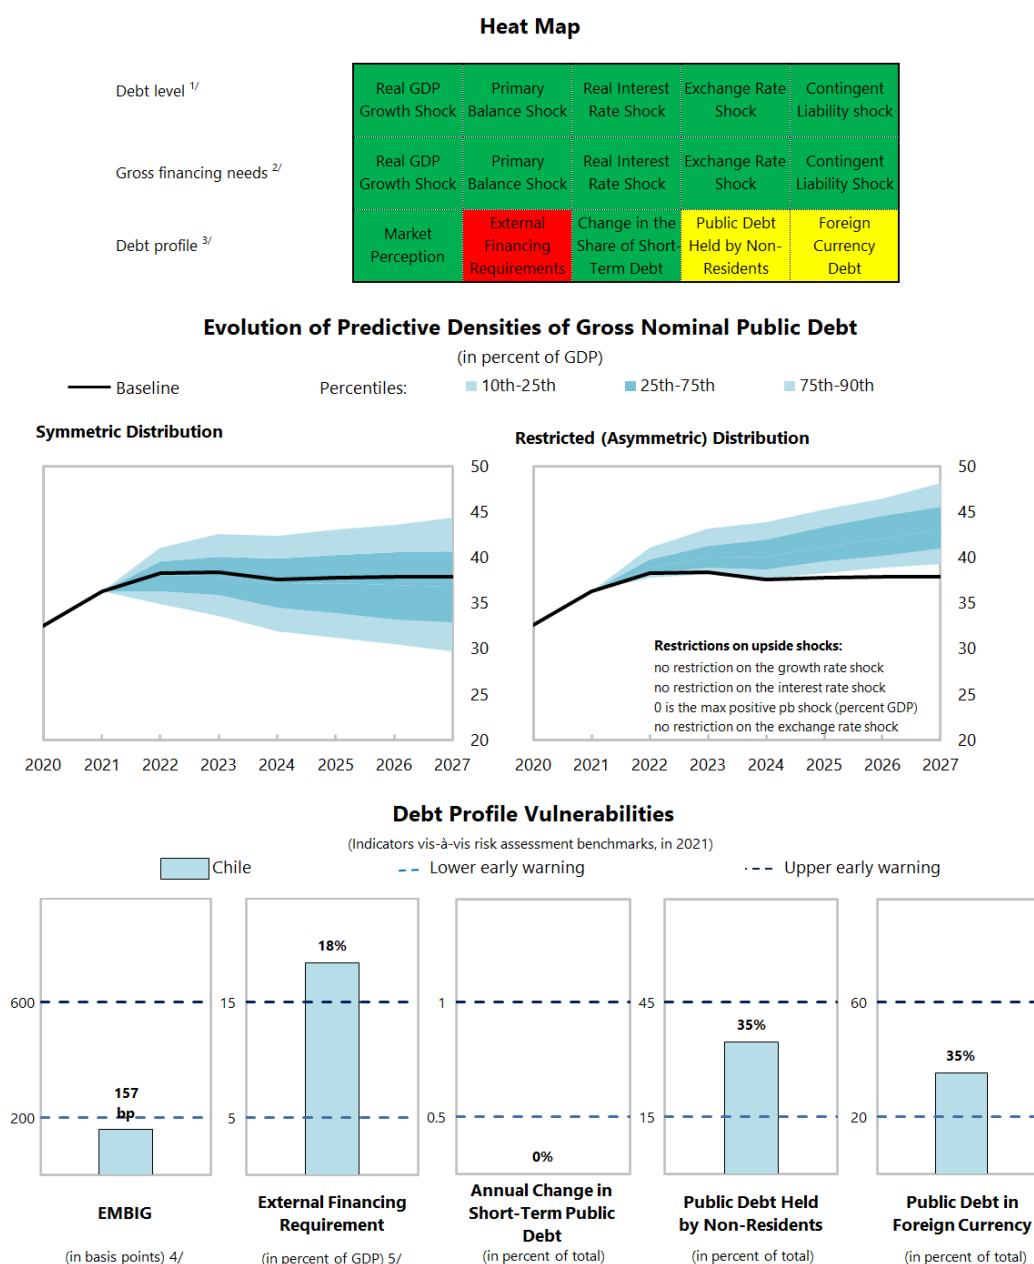 Heat Map
Debt level 1/
Real GDP Growth Shock
Primary Balance Shock
Real Interest Rate Shock
Exchange Rate Shock
Contingent Liability shock
Gross financing needs 2/
Real GDP Growth Shock
Primary Balance Shock
Real Interest Rate Shock
Exchange Rate Shock
Contingent Liability Shock
Debt profile 3/
Market Perception
External Financing Requirements
Change in the Share of Short-Term Debt
Public Debt Held by Non-Residents
Foreign Currency Debt
Evolution of Predictive Densities of Gross Nominal Public Debt
(in percent of GDP)
Baseline
Percentiles:
10th-25th
25th-75th
75th-90th
Symmetric Distribution
50
45
40
35
30
25
20
2020 2021 2022 2023 2024 2025 2026 2027
Restricted (Asymmetric) Distribution
50
45
40
35
30
25
20
Restrictions on upside shocks:
no restriction on the growth rate shock
no restriction on the interest rate shock
0 is the max positive pb shock (percent GDP)
no restriction on the exchange rate shock
2020 2021 2022 2023 2024 2025 2026 2027
Debt Profile Vulnerabilities
(Indicators vis-à-vis risk assessment benchmarks, in 2021)
Chile
Lower early warning
Upper early warning
600
200
157
bp
EMBIG
(in basis points) 4/
15
5
18%
External Financing
Requirement
(in percent of GDP) 5/
1
0.5
0%
Annual Change in
Short-Term Public
Debt
(in percent of total)
45
15
35%
Public Debt Held
by Non-Residents
(in percent of total)
60
20
35%
Public Debt in
Foreign Currency
(in percent of total)